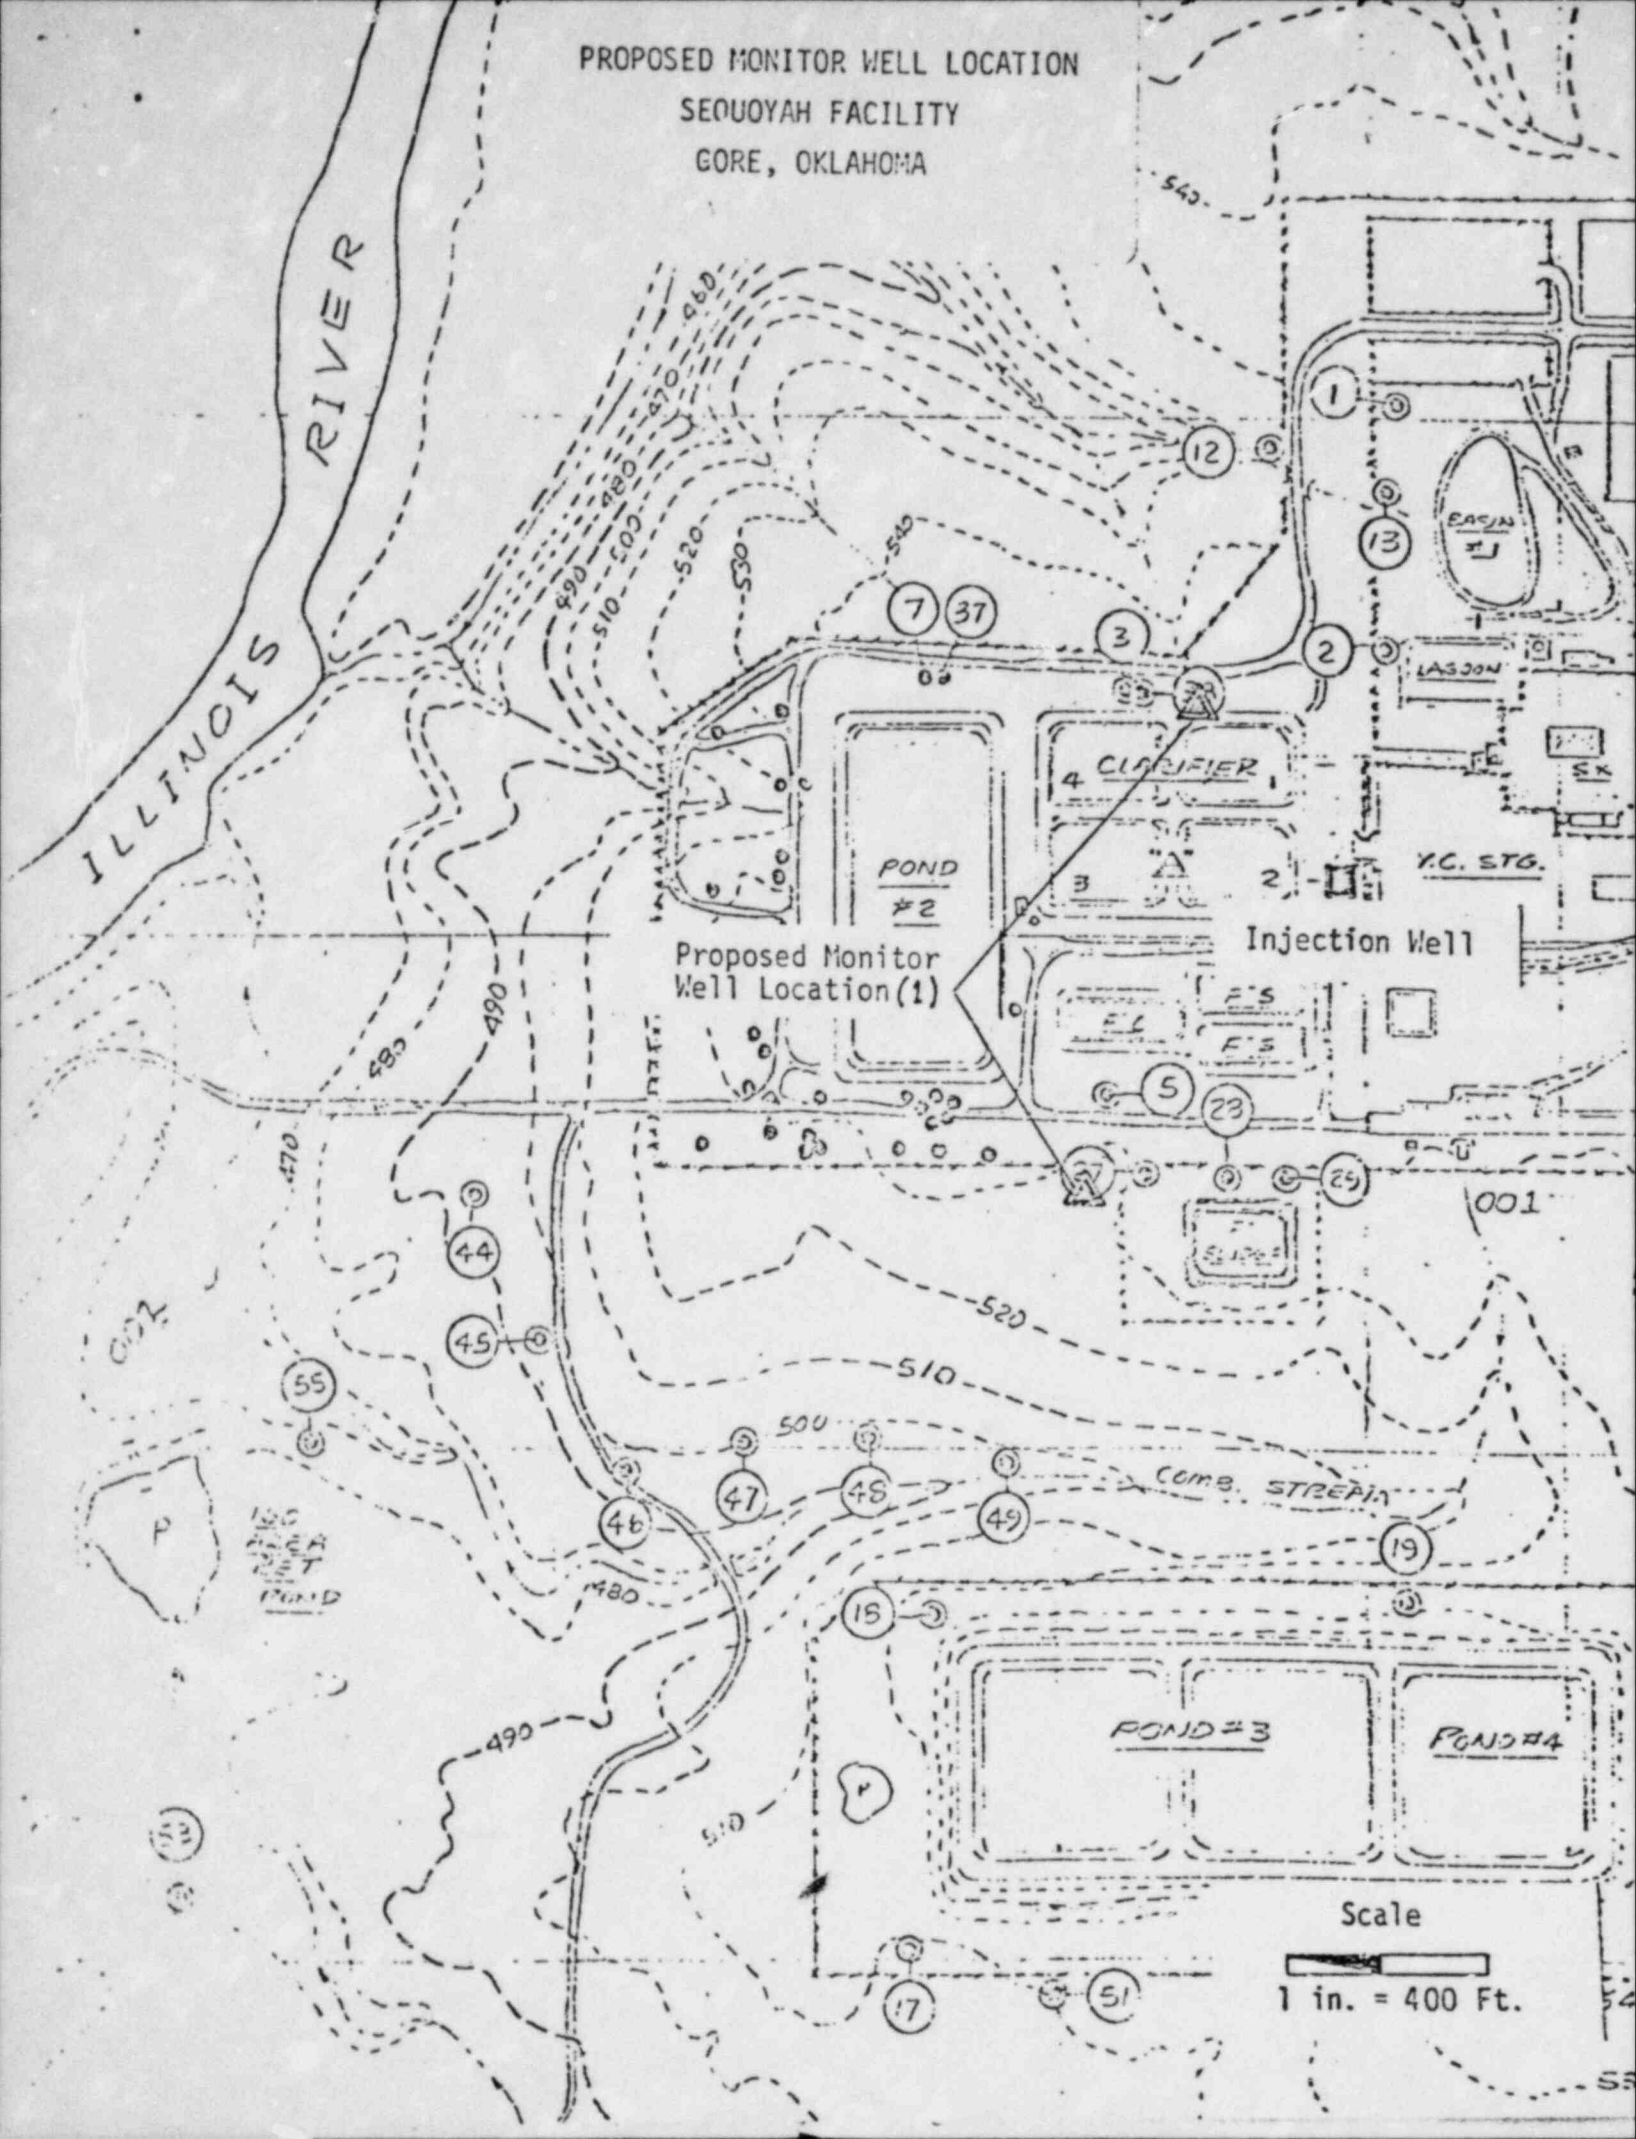 PROPOSED MONITOR WELL LOCATION
SEQUOYAH FACILITY
GORE, OKLAHOMA
540
460
RIVER
470
1
12
480
13
BASIN
#1
500
520
530
540
490
510
7
37
3
2
LAGOON
ILLINOIS
4
CLARIFIER
1
SX
POND
#2
"A"
3
2
Y.C. STG.
Proposed Monitor
Well Location(1)
Injection Well
490
F'S
F'S
480
5
23
470
001
44
520
45
510
55
500
47
48
49
46
COMB. STREAM
19
P
POND
480
18
POND #3
POND #4
490
510
P
Scale
1 in. = 400 Ft.
17
51